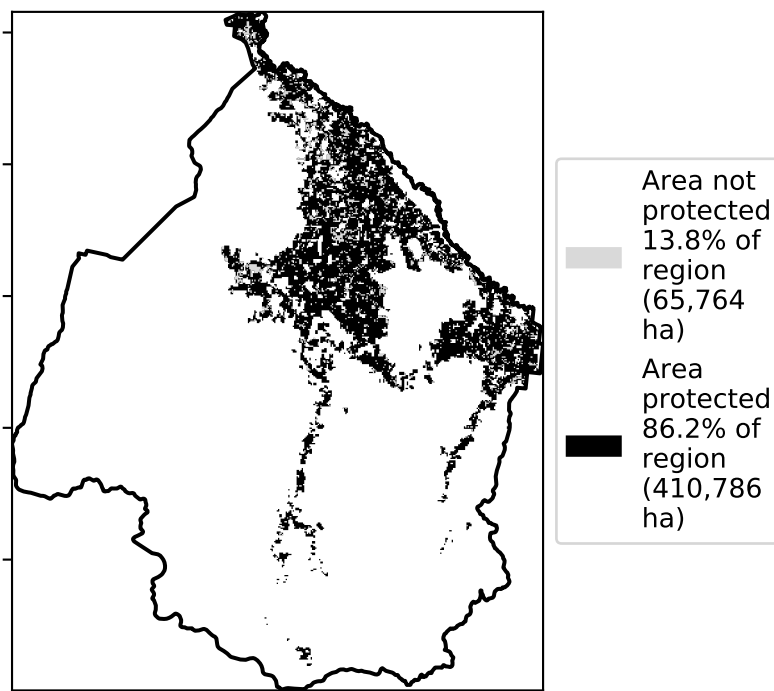 Area not
protected
13.8% of
region
(65,764
ha)
Area
protected
86.2% of
region
(410,786
ha)